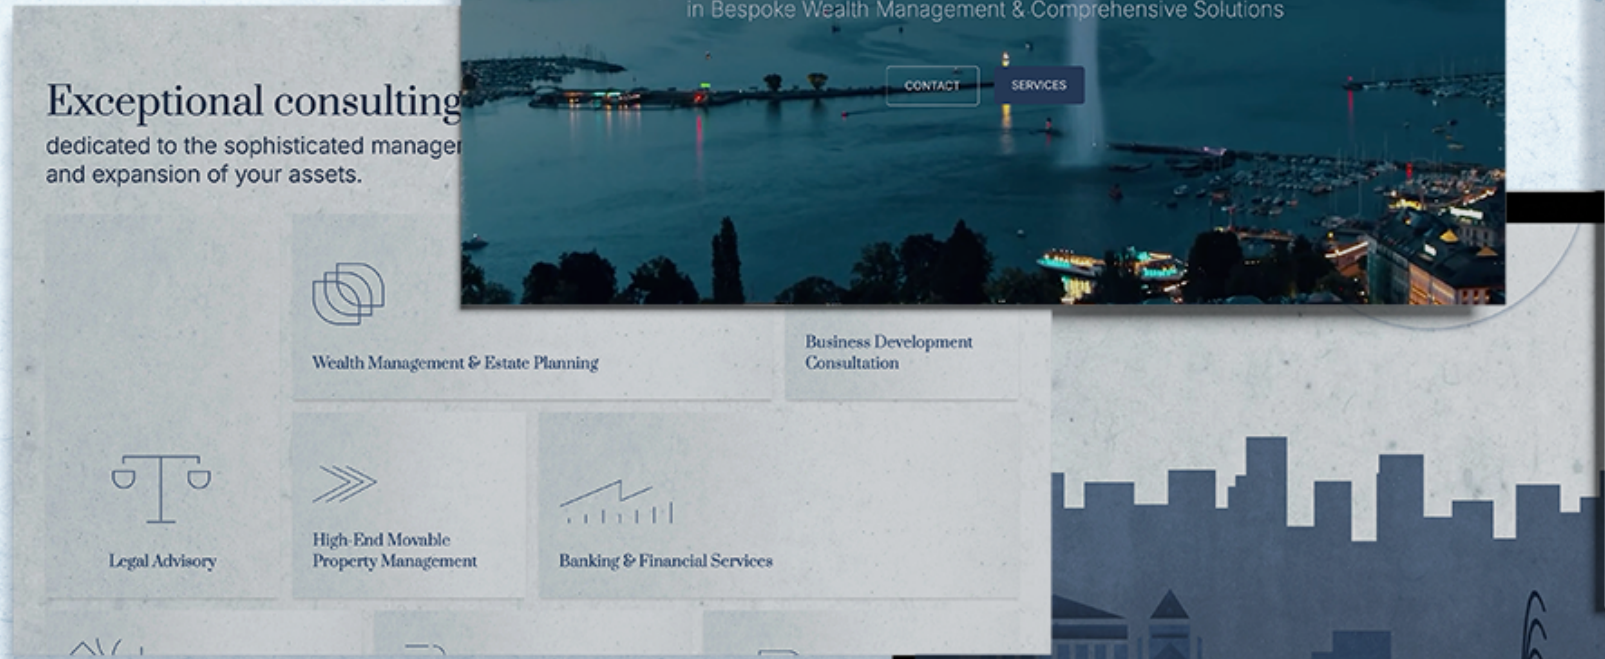 in Bespoke Wealth Management & Comprehensive Solutions
CONTACT
SERVICES
Exceptional consulting
dedicated to the sophisticated
and expansion of your assets.
Wealth Management & Estate Planning
Business Development
Consultation
Legal Advisory
High-End Movable
Property Management
Banking & Financial Services